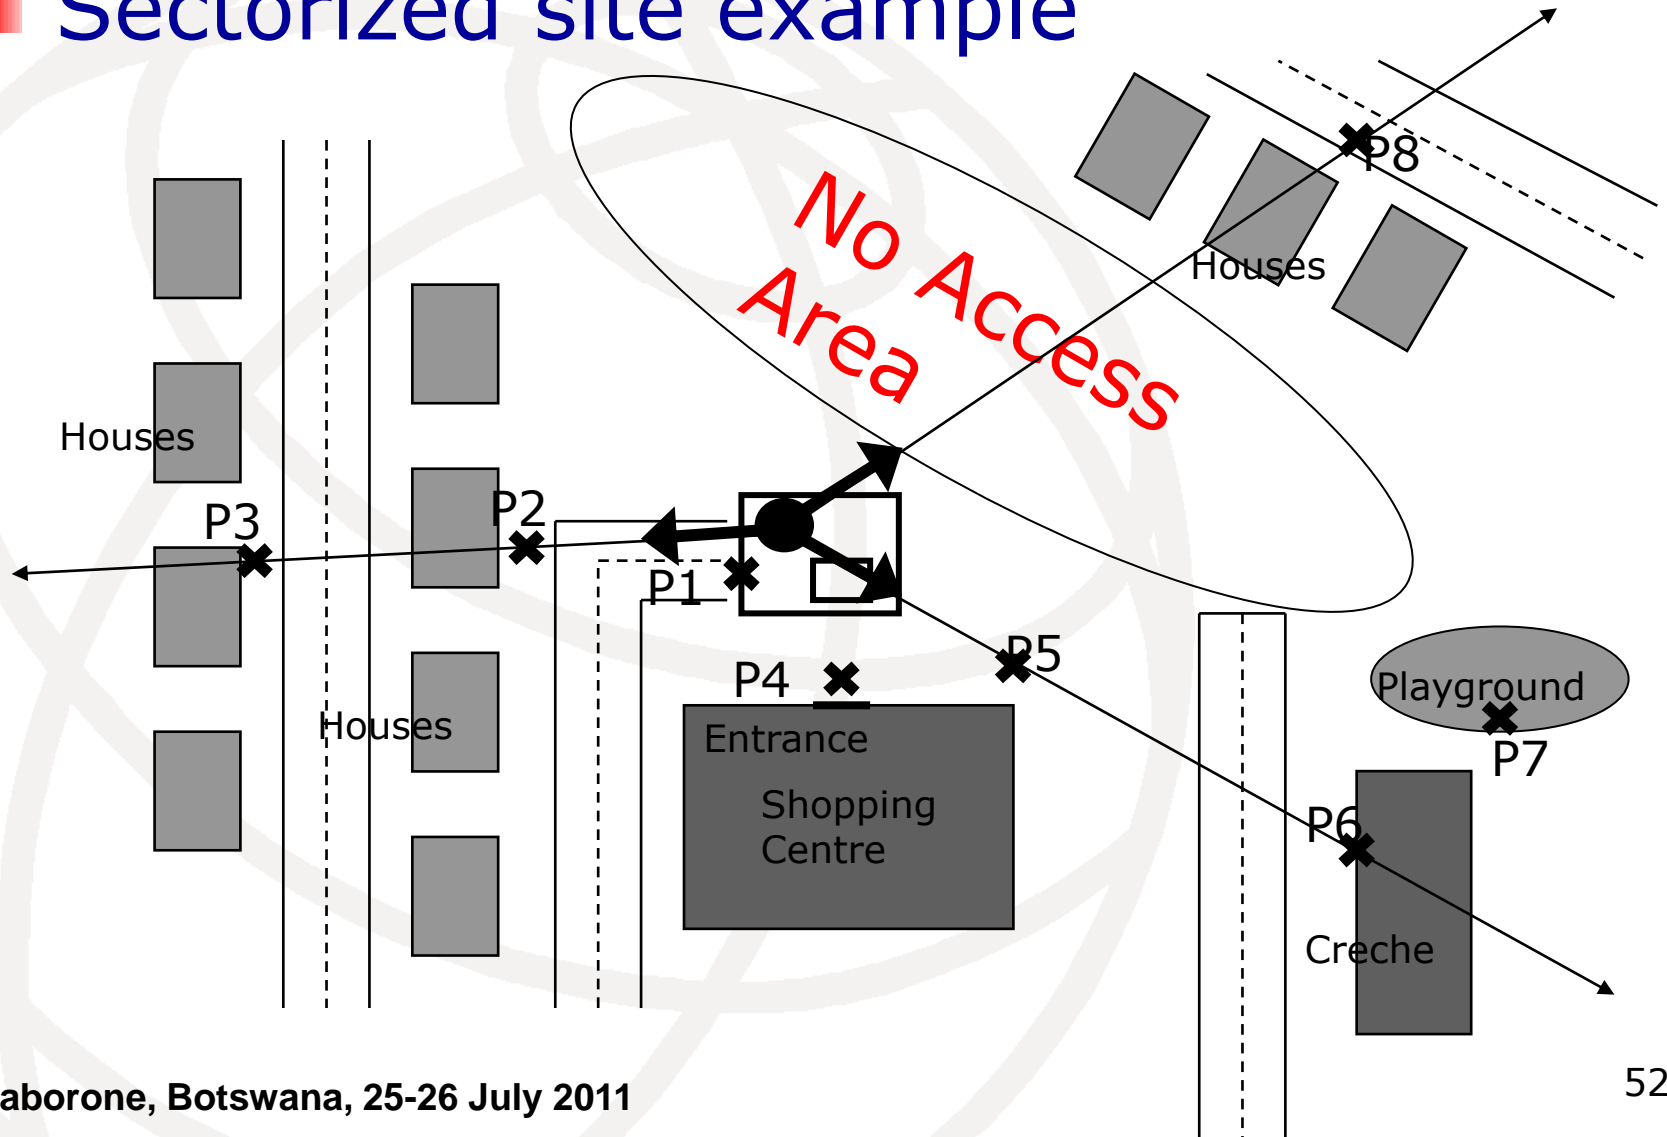 Sectorized site example
P8
No Access
Area
Houses
Houses
P3
P2
P1
P5
P4
Playground
Entrance
P7
Shopping
Centre
P6
Houses
Creche
aborone, Botswana, 25-26 July 2011
52